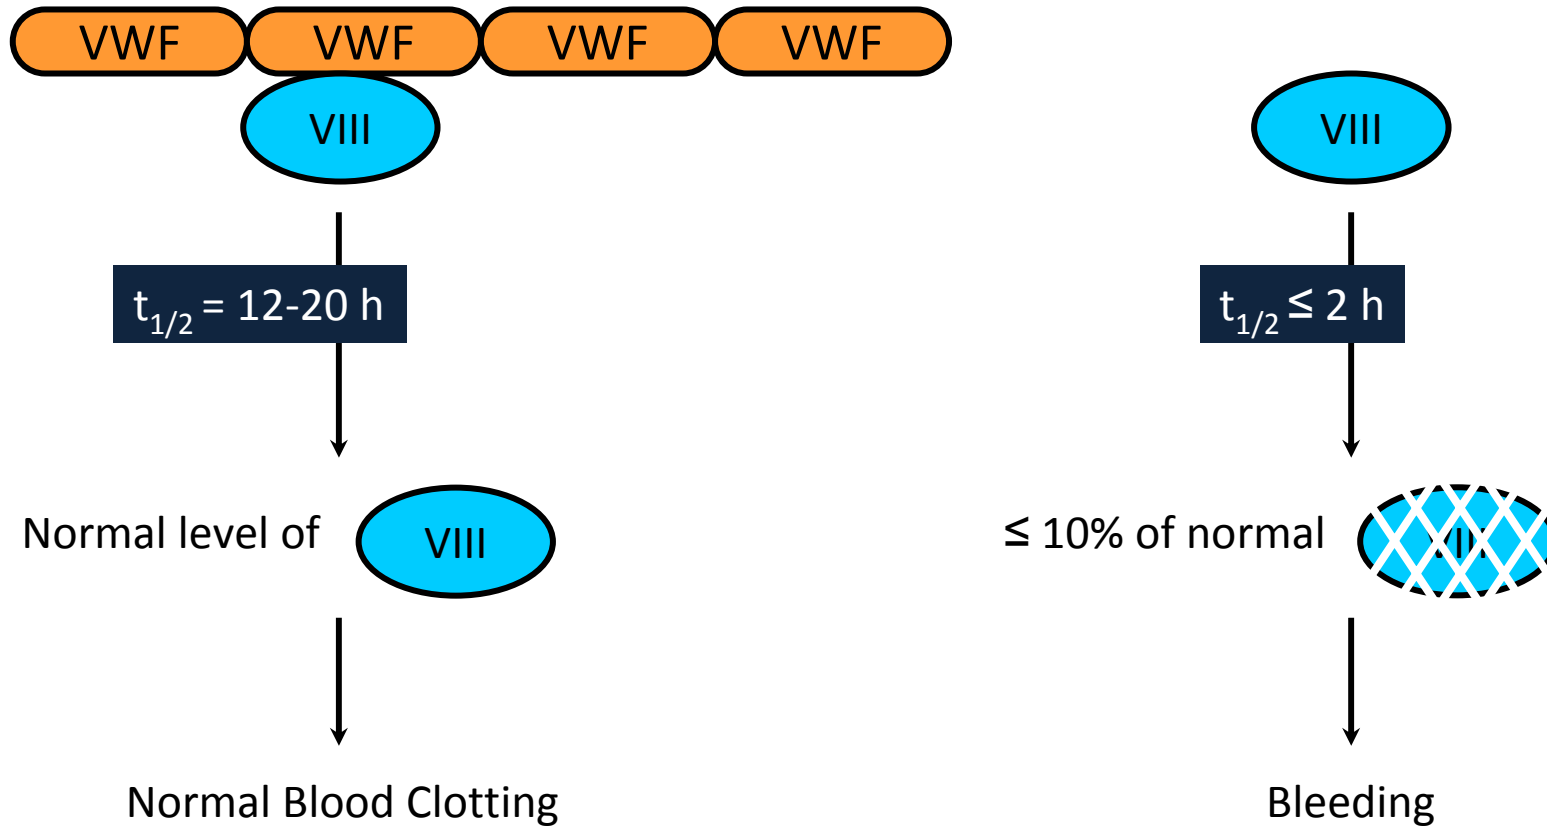 VWF VWF VWF VWF
VIII VIII
t1/2 = 12-20 h t1/2 ≤ 2 h
Normal level of VIII ≤ 10% of normal VIII
Normal Blood Clotting Bleeding